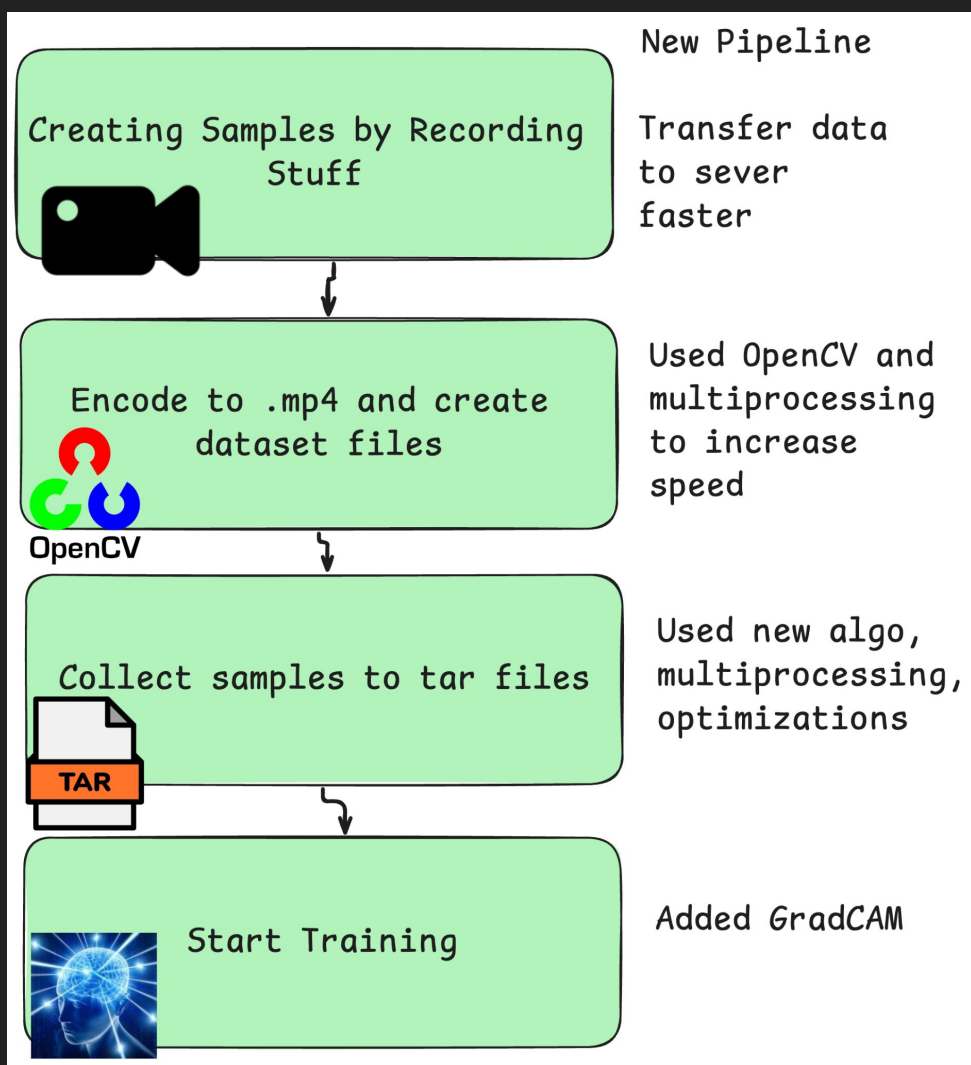 New Pipeline
Creating Samples by Recording
Stuff
Transfer data
to sever
faster
Encode to .mp4 and create
dataset files
OpenCV
Used OpenCV and
multiprocessing
to increase
speed
Collect samples to tar files
TAR
Used new algo,
multiprocessing,
optimizations
Start Training
Added GradCAM